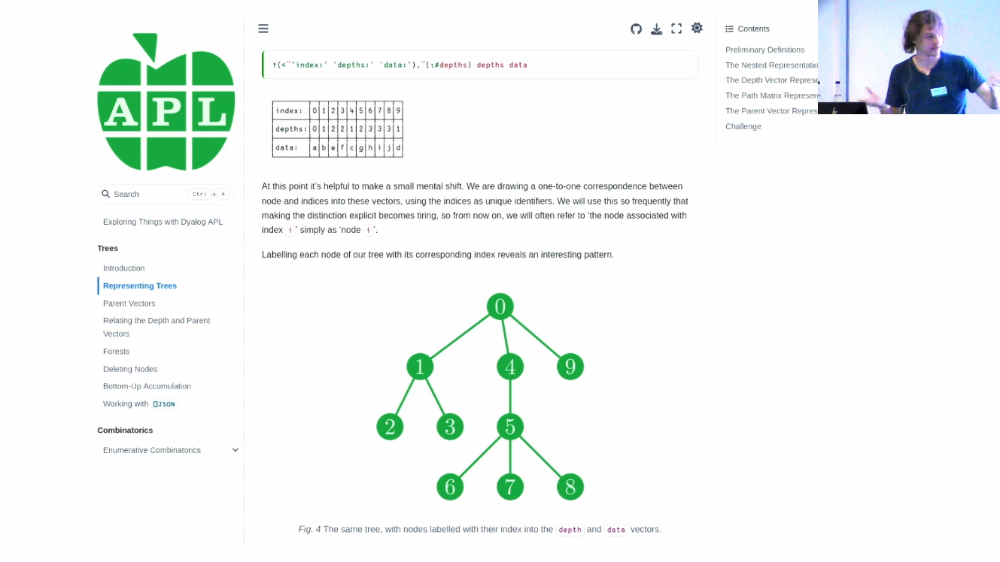 APL
Search
Ctrl + K
Exploring Things with Dyalog APL
Trees
Introduction
Representing Trees
Parent Vectors
Relating the Depth and Parent
Vectors
Forests
Deleting Nodes
Bottom-Up Accumulation
Working with ⎕JSON
Combinatorics
Enumerative Combinatorics
↑(⊂¨'index:' 'depths:' 'data:'),¨(⍳≢depths) depths data
index: 0 1 2 3 4 5 6 7 8 9
depths: 0 1 2 2 1 2 3 3 3 1
data: a b e f c g h i j d
At this point it’s helpful to make a small mental shift. We are drawing a one-to-one correspondence between
node and indices into these vectors, using the indices as unique identifiers. We will use this so frequently that
making the distinction explicit becomes tiring, so from now on, we will often refer to ‘the node associated with
index i’ simply as ‘node i’.
Labelling each node of our tree with its corresponding index reveals an interesting pattern.
0
1 4 9
2 3 5
6 7 8
Fig. 4 The same tree, with nodes labelled with their index into the depth and data vectors.
Contents
Preliminary Definitions
The Nested Representatio
The Depth Vector Represe
The Path Matrix Represen
The Parent Vector Repres
Challenge